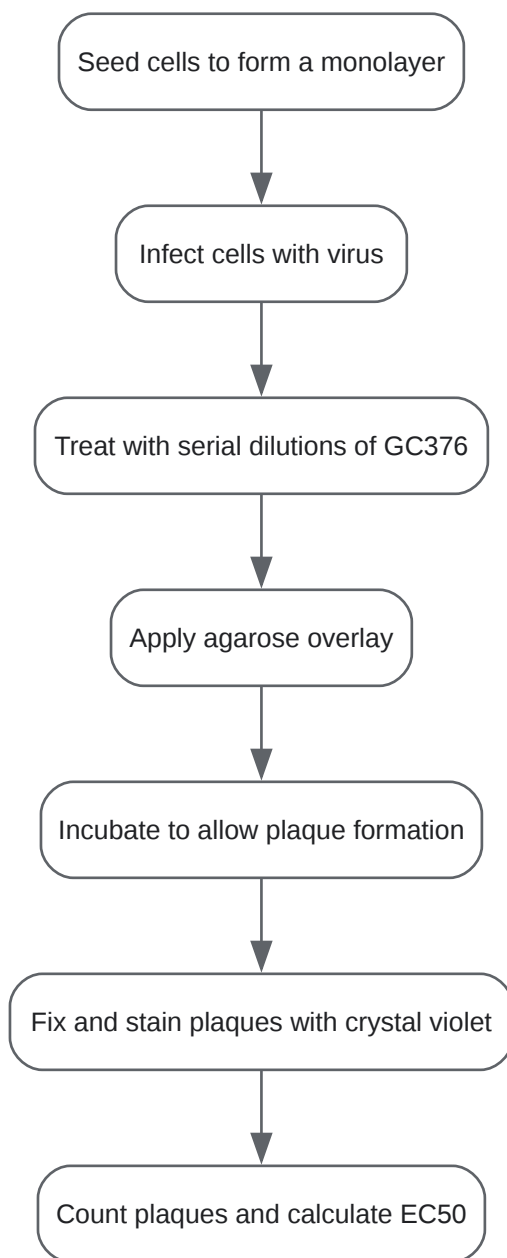 Seed cells to form a monolayer
Infect cells with virus
Treat with serial dilutions of GC376
Apply agarose overlay
Incubate to allow plaque formation
Fix and stain plaques with crystal violet
Count plaques and calculate EC50